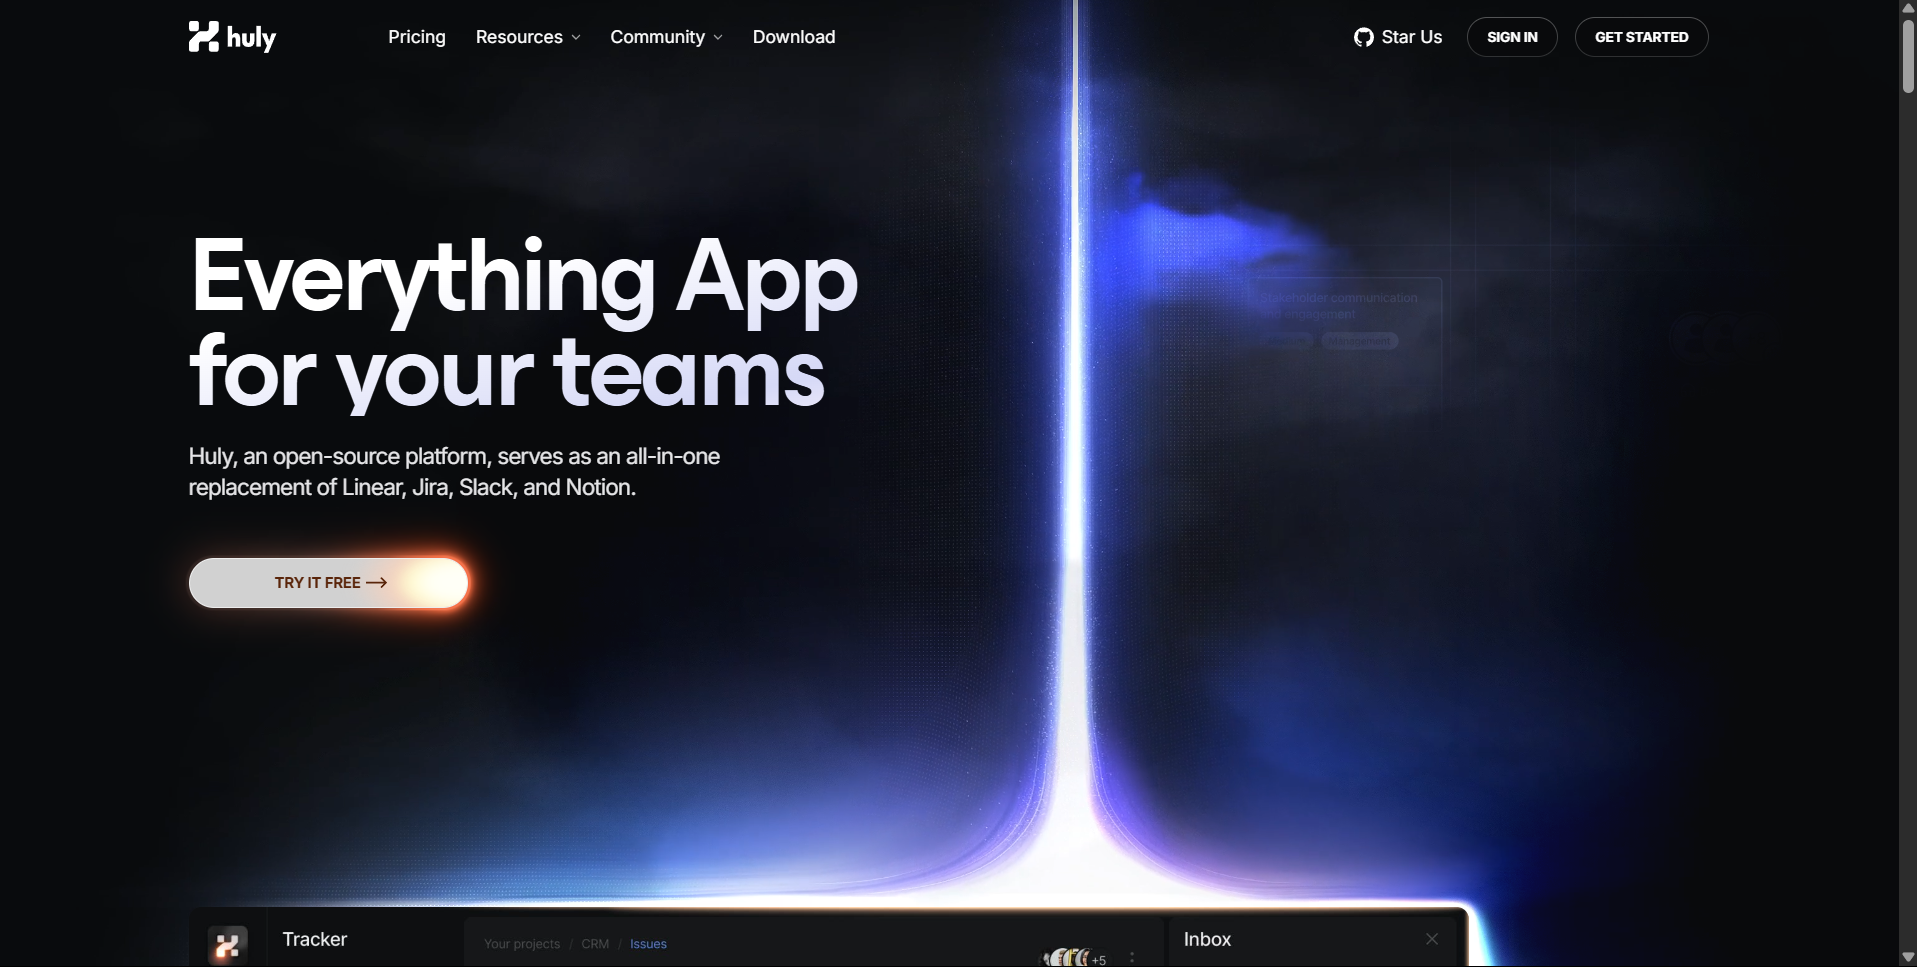 huly
Pricing
Resources
Community
Download
Star Us
SIGN IN
GET STARTED
Everything App
for your teams
Huly, an open-source platform, serves as an all-in-one
replacement of Linear, Jira, Slack, and Notion.
TRY IT FREE
Stakeholder communication
engagement
Management
Tracker
Your projects / CRM / Issues
+5
Inbox